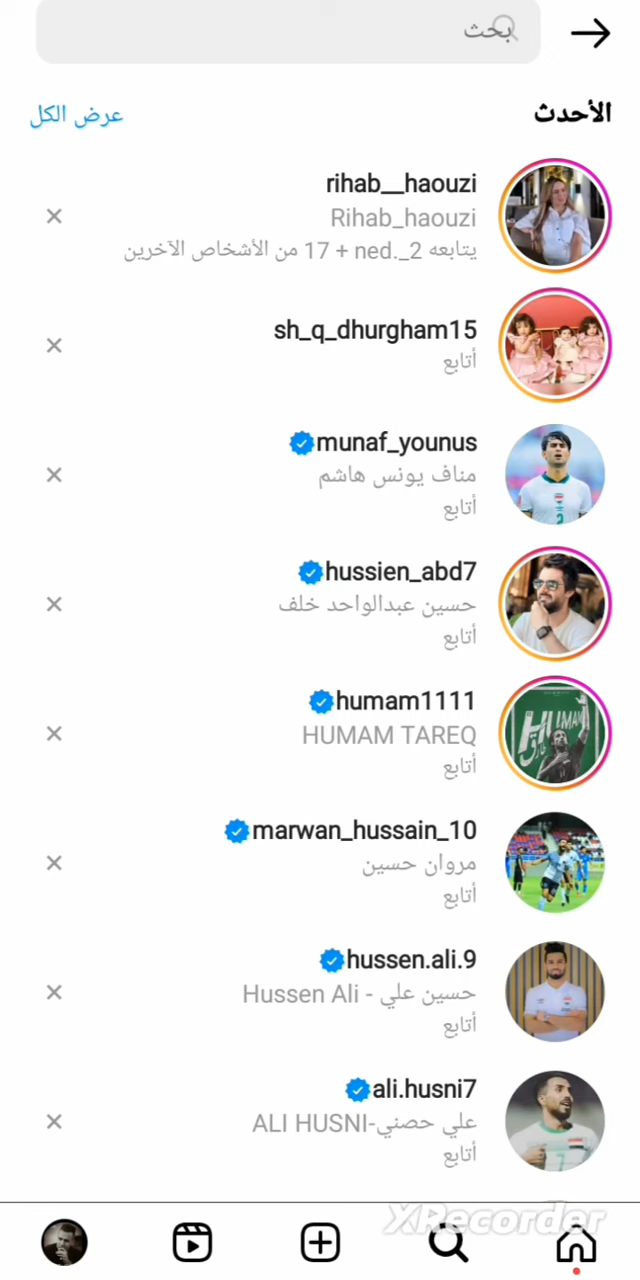 بحث
الأحدث
عرض الكل
rihab__haouzi
Rihab_haouzi
يتابعه ned._2 + 17 من الأشخاص الآخرين
sh_q_dhurgham15
أتابع
munaf_younus
مناف يونس هاشم
أتابع
hussien_abd7
حسين عبدالواحد خلف
أتابع
humam1111
HUMAM TAREQ
أتابع
HUMAM
marwan_hussain_10
مروان حسين
أتابع
hussen.ali.9
حسين علي - Hussen Ali
أتابع
ali.husni7
علي حصني-ALI HUSNI
أتابع
XRecorder